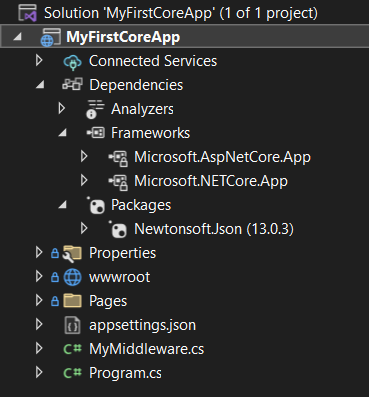 Solution 'MyFirstCoreApp' (1 of 1 project)
MyFirstCoreApp
Connected Services
Dependencies
Analyzers
Frameworks
Microsoft.AspNetCore.App
Microsoft.NETCore.App
Packages
Newtonsoft.Json (13.0.3)
Properties
wwwroot
Pages
appsettings.json
C# MyMiddleware.cs
C# Program.cs